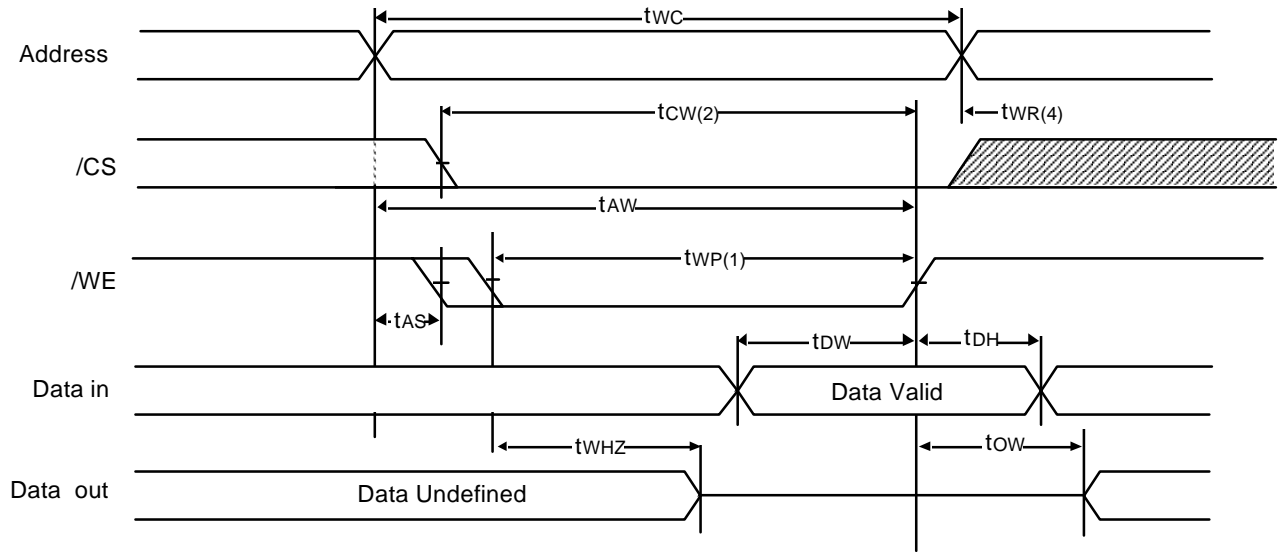 tWC
Address
tCW(2)
tWR(4)
/CS
tAW
/WE
tWP(1)
tAS
tDW
tDH
Data in
Data Valid
tWHZ
tOW
Data out
Data Undefined